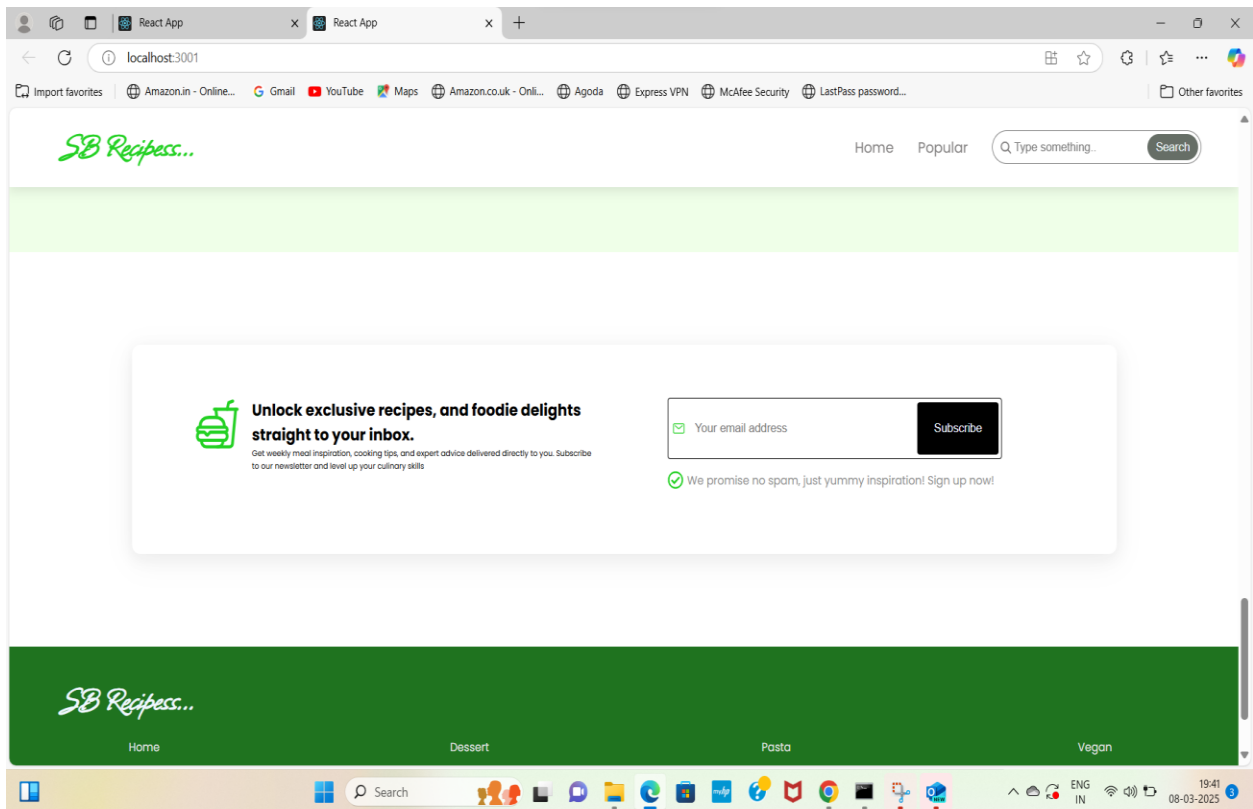 React App
React App
localhost:3001
Import favorites
Amazon.in - Online...
Gmail
YouTube
Maps
Amazon.co.uk - Onli...
Agoda
Express VPN
McAfee Security
LastPass password...
Other favorites
SB Recipess...
Home
Popular
Type something..
Search
Unlock exclusive recipes, and foodie delights
straight to your inbox.
Get weekly meal inspiration, cooking tips, and expert advice delivered directly to you. Subscribe
to our newsletter and level up your culinary skills
Your email address
Subscribe
We promise no spam, just yummy inspiration! Sign up now!
SB Recipess...
Home
Dessert
Pasta
Vegan
Search
ENG
IN
19:41
08-03-2025
3